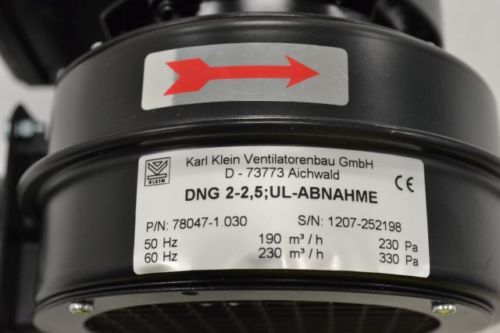 Karl Klein Ventilatorenbau GmbH
D - 73773 Aichwald
KLEIN
DNG 2-2,5;UL-ABNAHME
CE
P/N: 78047-1.030 S/N: 1207-252198
50 Hz 190 m³/h 230 Pa
60 Hz 230 m³/h 330 Pa